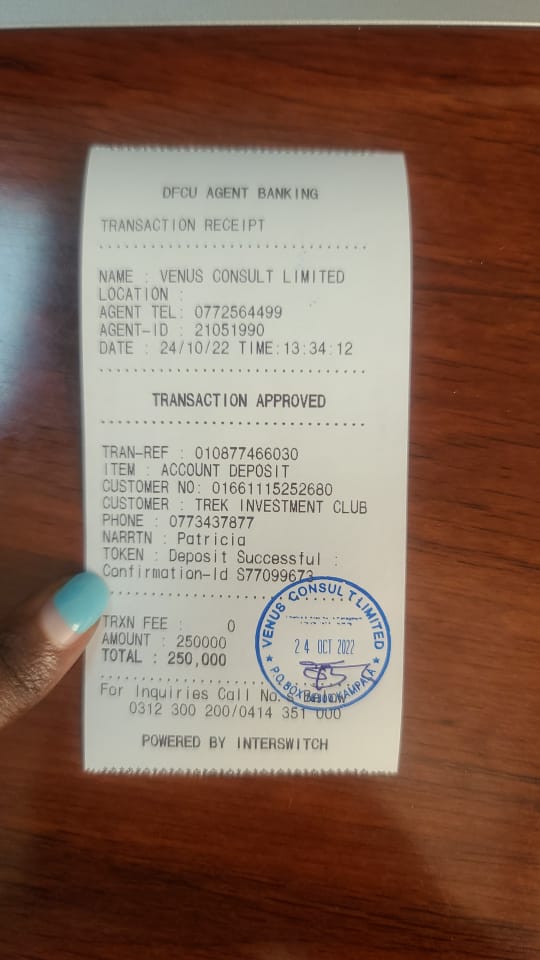 DFCU AGENT BANKING
TRANSACTION RECEIPT
NAME : VENUS CONSULT LIMITED
LOCATION :
AGENT TEL: 0772564499
AGENT-ID : 21051990
DATE : 24/10/22 TIME:13:34:12
TRANSACTION APPROVED
TRAN-REF : 010877466030
ITEM : ACCOUNT DEPOSIT
CUSTOMER NO: 01661115252680
CUSTOMER : TREK INVESTMENT CLUB
PHONE : 0773437877
NARRTN : Patricia
TOKEN : Deposit Successful :
Confirmation-Id S77099673
TRXN FEE : 0
AMOUNT : 250000
TOTAL : 250,000
VENUS CONSULT LIMITED
24 OCT 2022
P.O.BOX KAMPALA
For Inquiries Call No.s Below
0312 300 200/0414 351 000
POWERED BY INTERSWITCH